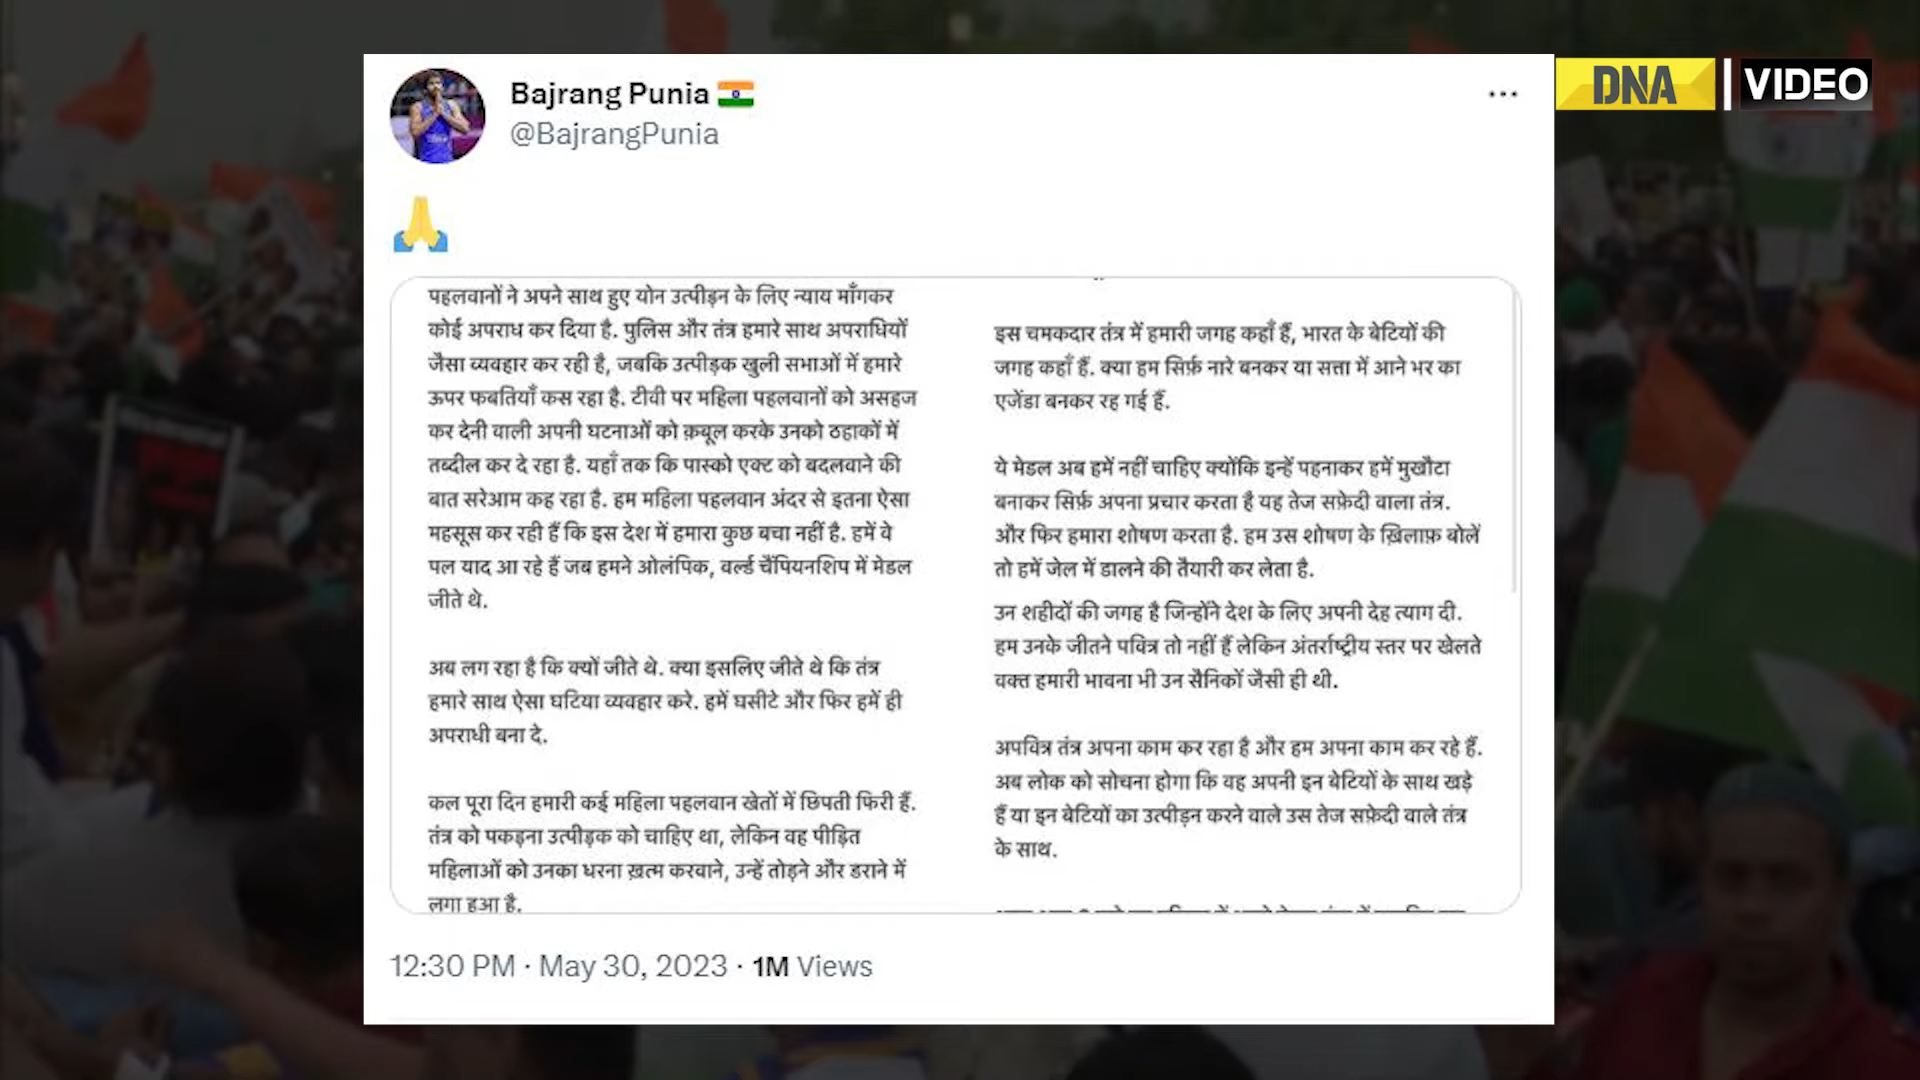 Bajrang Punia
@BajrangPunia
DNA VIDEO
पहलवानों ने अपने साथ हुए योन उत्पीड़न के लिए न्याय माँगकर
कोई अपराध कर दिया है. पुलिस और तंत्र हमारे साथ अपराधियों
जैसा व्यवहार कर रही है, जबकि उत्पीड़क खुली सभाओं में हमारे
ऊपर फबतियाँ कस रहा है. टीवी पर महिला पहलवानों को असहज
कर देनी वाली अपनी घटनाओं को क़बूल करके उनको ठहाकों में
तब्दील कर दे रहा है. यहाँ तक कि पास्को एक्ट को बदलवाने की
बात सरेआम कह रहा है. हम महिला पहलवान अंदर से इतना ऐसा
महसूस कर रही हैं कि इस देश में हमारा कुछ बचा नहीं है. हमें वे
पल याद आ रहे हैं जब हमने ओलंपिक, वर्ल्ड चैंपियनशिप में मेडल
जीते थे.
अब लग रहा है कि क्यों जीते थे. क्या इसलिए जीते थे कि तंत्र
हमारे साथ ऐसा घटिया व्यवहार करे. हमें घसीटे और फिर हमें ही
अपराधी बना दे.
कल पूरा दिन हमारी कई महिला पहलवान खेतों में छिपती फिरी हैं.
तंत्र को पकड़ना उत्पीड़क को चाहिए था, लेकिन वह पीड़ित
महिलाओं को उनका धरना ख़त्म करवाने, उन्हें तोड़ने और डराने में
लगा हुआ है.
इस चमकदार तंत्र में हमारी जगह कहाँ हैं, भारत के बेटियों की
जगह कहाँ हैं. क्या हम सिर्फ़ नारे बनकर या सत्ता में आने भर का
एजेंडा बनकर रह गई हैं.
ये मेडल अब हमें नहीं चाहिए क्योंकि इन्हें पहनाकर हमें मुखौटा
बनाकर सिर्फ़ अपना प्रचार करता है यह तेज सफ़ेदी वाला तंत्र.
और फिर हमारा शोषण करता है. हम उस शोषण के ख़िलाफ़ बोलें
तो हमें जेल में डालने की तैयारी कर लेता है.
उन शहीदों की जगह है जिन्होंने देश के लिए अपनी देह त्याग दी.
हम उनके जीतने पवित्र तो नहीं हैं लेकिन अंतर्राष्ट्रीय स्तर पर खेलते
वक्त हमारी भावना भी उन सैनिकों जैसी ही थी.
अपवित्र तंत्र अपना काम कर रहा है और हम अपना काम कर रहे हैं.
अब लोक को सोचना होगा कि वह अपनी इन बेटियों के साथ खड़े
हैं या इन बेटियों का उत्पीड़न करने वाले उस तेज सफ़ेदी वाले तंत्र
के साथ.
12:30 PM · May 30, 2023 · 1M Views